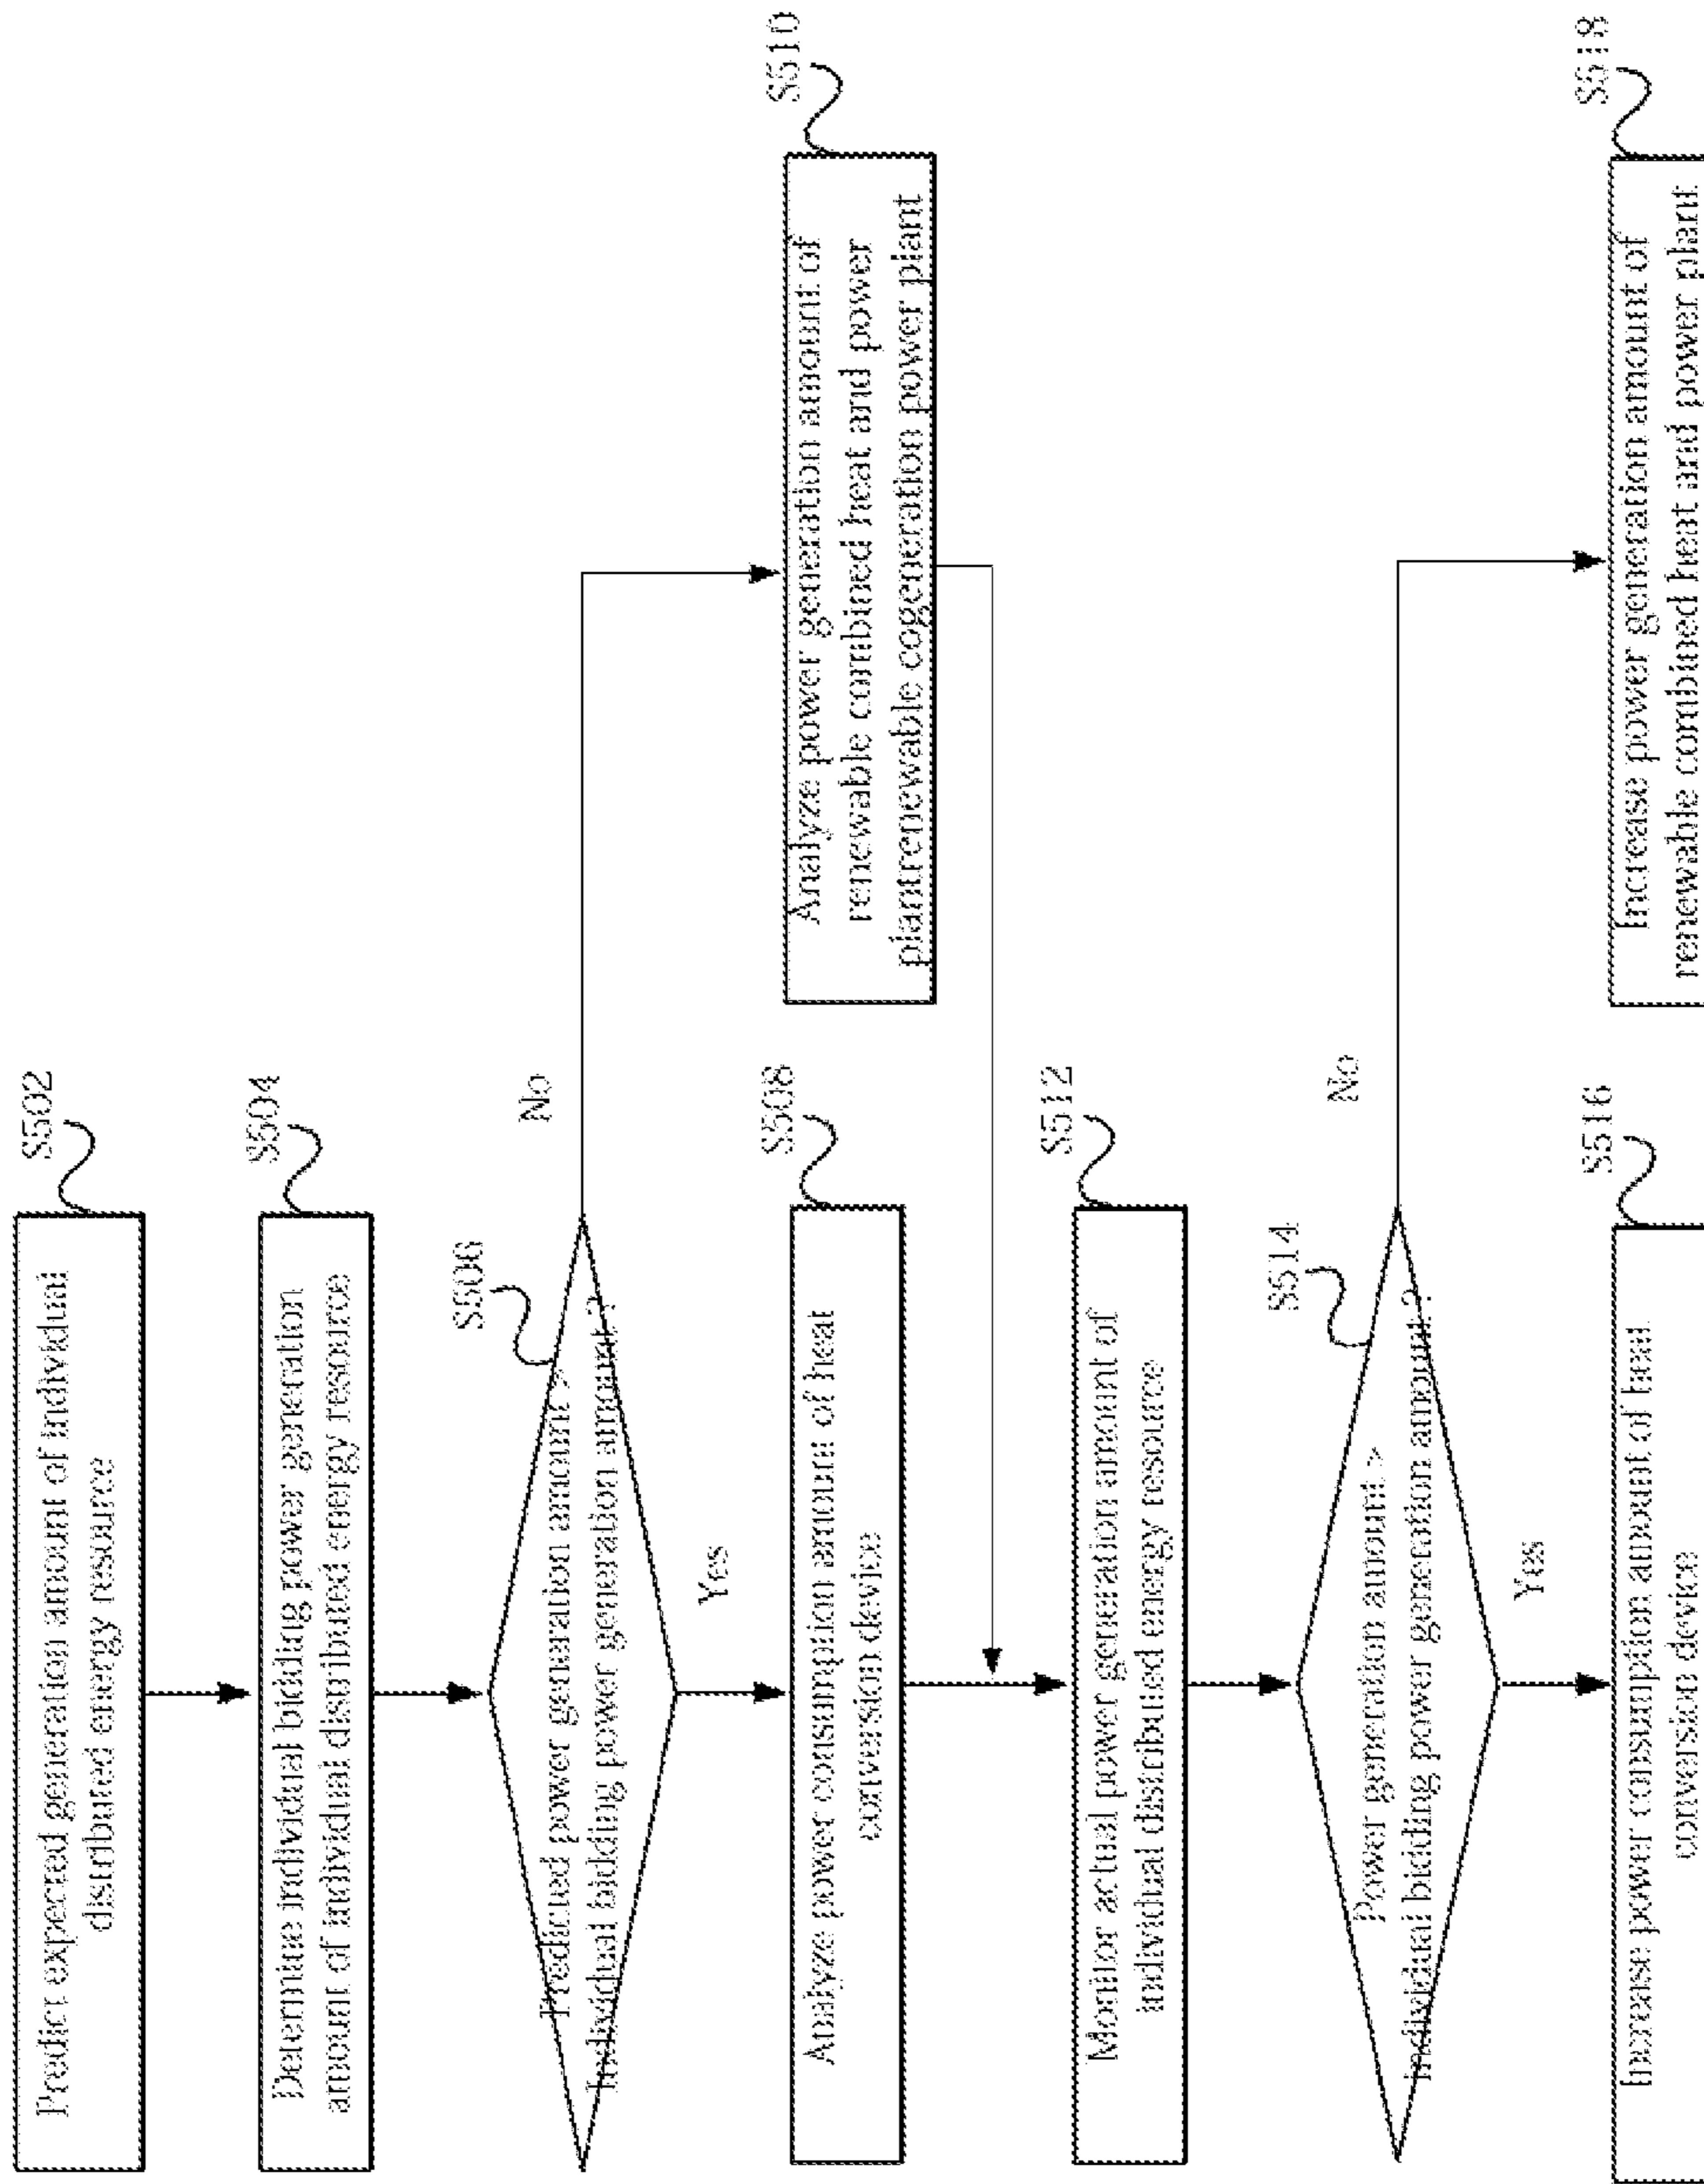 S502
Predict expected generation amount of individual
distributed energy resource
S504
Determine individual bidding power generation
amount of individual distributed energy resource
S506
Predicted power generation amount >
Individual bidding power generation amount ?
No
Yes
S508
Analyze power consumption amount of heat
conversion device
S510
Analyze power generation amount of
renewable combined heat and power
plantrenewable cogeneration power plant
S512
Monitor actual power generation amount of
individual distributed energy resource
S514
Power generation amount >
individual bidding power generation amount ?
No
Yes
S516
Increase power consumption amount of heat
conversion device
S518
Increase power generation amount of
renewable combined heat and power plant